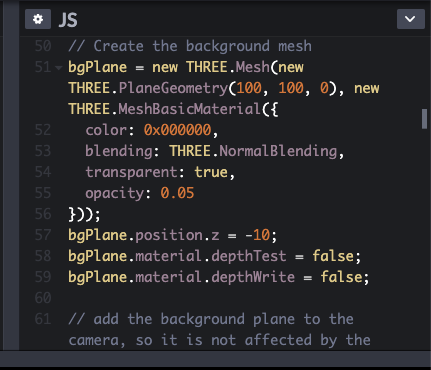 JS
50 // Create the background mesh
51 bgPlane = new THREE.Mesh(new
THREE.PlaneGeometry(100, 100, 0), new
THREE.MeshBasicMaterial({
52 color: 0x000000,
53 blending: THREE.NormalBlending,
54 transparent: true,
55 opacity: 0.05
56 }));
57 bgPlane.position.z = -10;
58 bgPlane.material.depthTest = false;
59 bgPlane.material.depthWrite = false;
60
61 // add the background plane to the
camera, so it is not affected by the